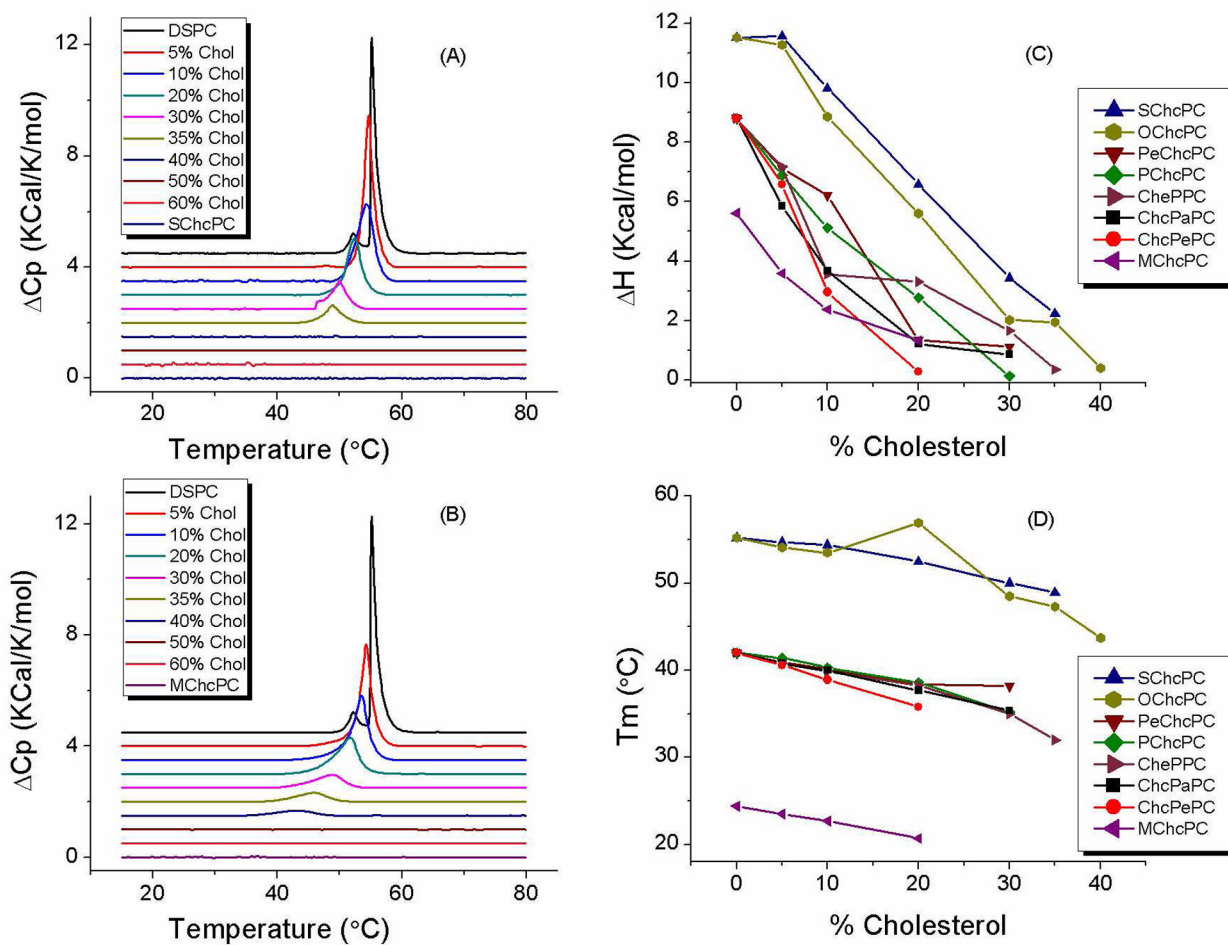 (A)
DSPC
5% Chol
10% Chol
20% Chol
30% Chol
35% Chol
40% Chol
50% Chol
60% Chol
SChcPC
ΔCp (KCal/K/mol)
12
8
4
0
20
40
60
80
Temperature (°C)
(C)
SChcPC
OChcPC
PeChcPC
PChcPC
ChePPC
ChcPaPC
ChcPePC
MChcPC
ΔH (Kcal/mol)
12
10
8
6
4
2
0
0
10
20
30
40
% Cholesterol
(B)
DSPC
5% Chol
10% Chol
20% Chol
30% Chol
35% Chol
40% Chol
50% Chol
60% Chol
MChcPC
ΔCp (KCal/K/mol)
12
8
4
0
20
40
60
80
Temperature (°C)
(D)
SChcPC
OChcPC
PeChcPC
PChcPC
ChePPC
ChcPaPC
ChcPePC
MChcPC
Tm (°C)
60
50
40
30
20
0
10
20
30
40
% Cholesterol